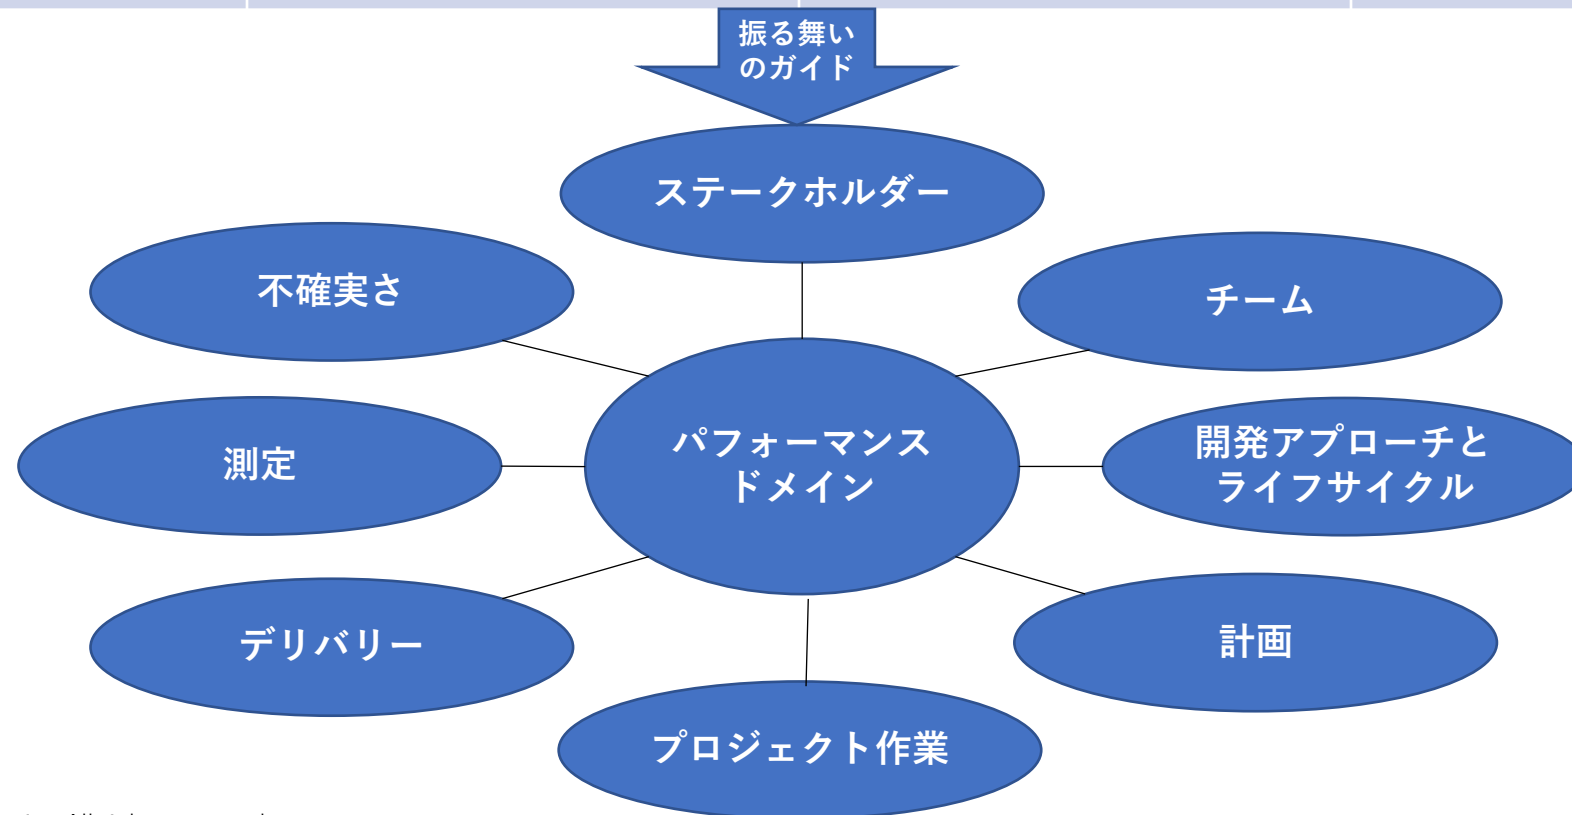 振る舞い
のガイド
ステークホルダー
不確実さ
チーム
パフォーマンス
ドメイン
開発アプローチと
ライフサイクル
測定
デリバリー
計画
プロジェクト作業